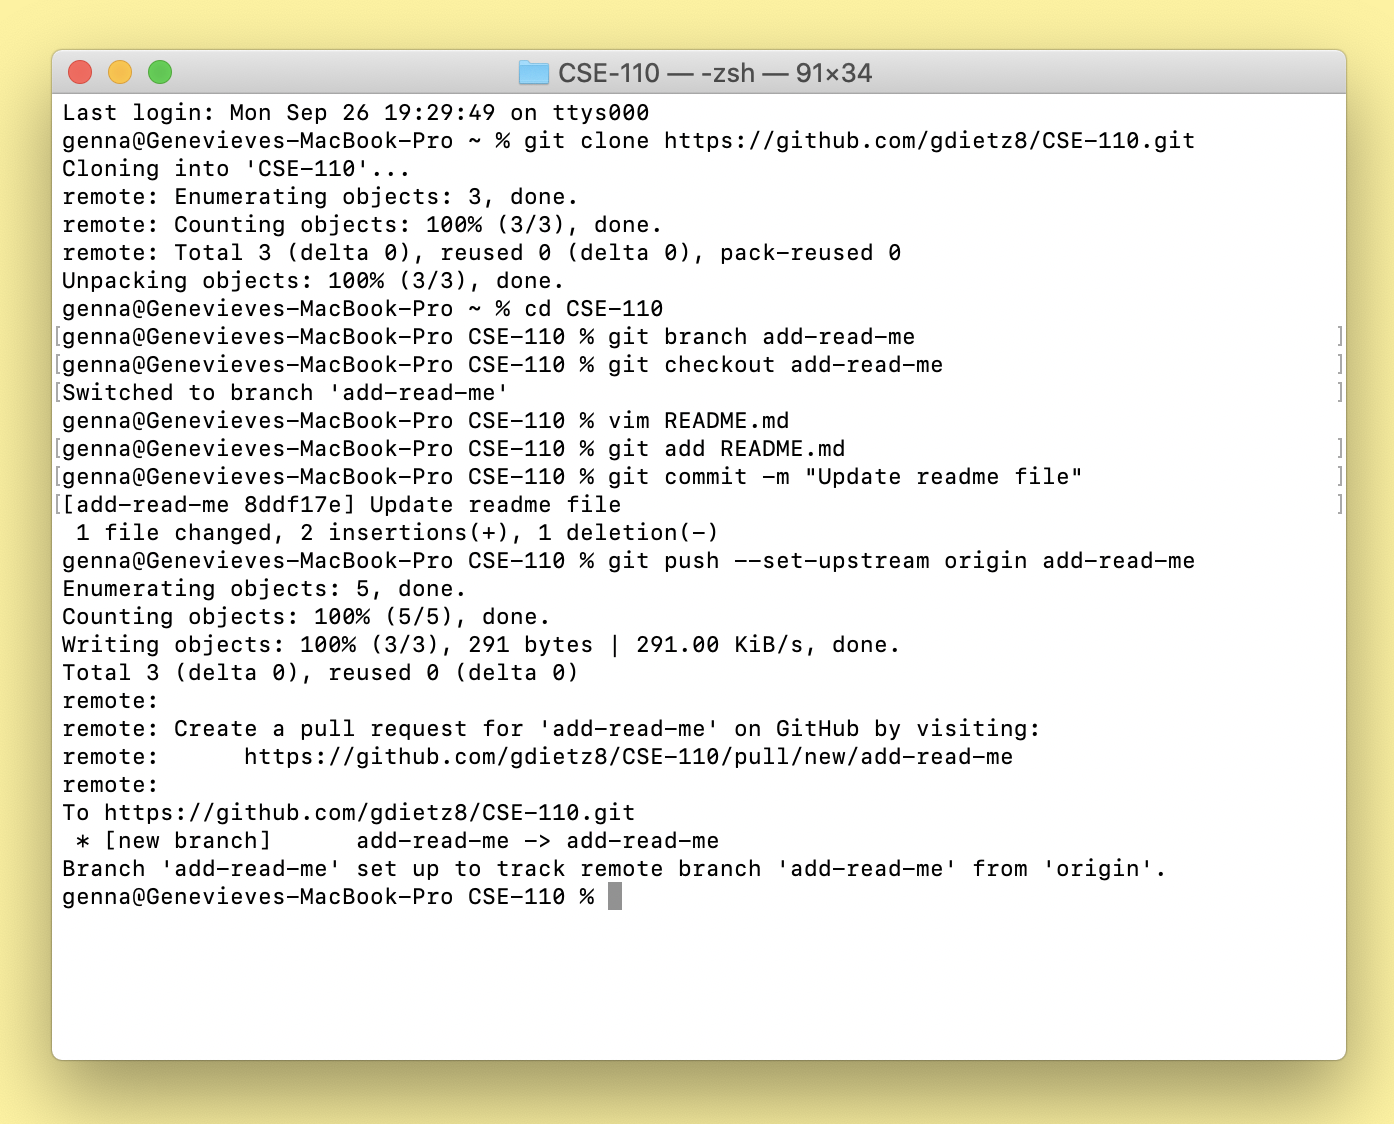 CSE-110 — -zsh — 91×34
Last login: Mon Sep 26 19:29:49 on ttys000
genna@Genevieves-MacBook-Pro ~ % git clone https://github.com/gdietz8/CSE-110.git
Cloning into 'CSE-110'...
remote: Enumerating objects: 3, done.
remote: Counting objects: 100% (3/3), done.
remote: Total 3 (delta 0), reused 0 (delta 0), pack-reused 0
Unpacking objects: 100% (3/3), done.
genna@Genevieves-MacBook-Pro ~ % cd CSE-110
[genna@Genevieves-MacBook-Pro CSE-110 % git branch add-read-me ]
[genna@Genevieves-MacBook-Pro CSE-110 % git checkout add-read-me ]
[Switched to branch 'add-read-me' ]
genna@Genevieves-MacBook-Pro CSE-110 % vim README.md
[genna@Genevieves-MacBook-Pro CSE-110 % git add README.md ]
[genna@Genevieves-MacBook-Pro CSE-110 % git commit -m "Update readme file" ]
[[add-read-me 8ddf17e] Update readme file ]
 1 file changed, 2 insertions(+), 1 deletion(-)
genna@Genevieves-MacBook-Pro CSE-110 % git push --set-upstream origin add-read-me
Enumerating objects: 5, done.
Counting objects: 100% (5/5), done.
Writing objects: 100% (3/3), 291 bytes | 291.00 KiB/s, done.
Total 3 (delta 0), reused 0 (delta 0)
remote:
remote: Create a pull request for 'add-read-me' on GitHub by visiting:
remote:      https://github.com/gdietz8/CSE-110/pull/new/add-read-me
remote:
To https://github.com/gdietz8/CSE-110.git
 * [new branch]      add-read-me -> add-read-me
Branch 'add-read-me' set up to track remote branch 'add-read-me' from 'origin'.
genna@Genevieves-MacBook-Pro CSE-110 %